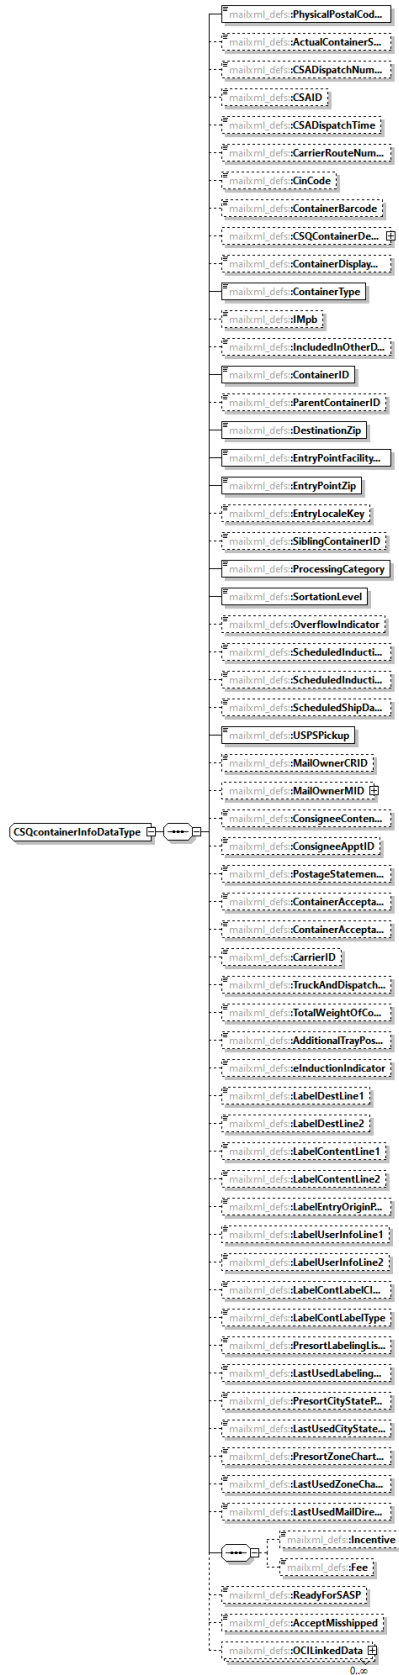 mailxml_defs:PhysicalPostalCod...
mailxml_defs:ActualContainerS...
mailxml_defs:CSADispatchNum...
mailxml_defs:CSAID
mailxml_defs:CSADispatchTime
mailxml_defs:CarrierRouteNum...
mailxml_defs:CinCode
mailxml_defs:ContainerBarcode
mailxml_defs:CSQContainerDe...
mailxml_defs:ContainerDisplay...
mailxml_defs:ContainerType
mailxml_defs:IMpb
mailxml_defs:IncludedInOtherD...
mailxml_defs:ContainerID
mailxml_defs:ParentContainerID
mailxml_defs:DestinationZip
mailxml_defs:EntryPointFacility...
mailxml_defs:EntryPointZip
mailxml_defs:EntryLocaleKey
mailxml_defs:SiblingContainerID
mailxml_defs:ProcessingCategory
mailxml_defs:SortationLevel
mailxml_defs:OverflowIndicator
mailxml_defs:ScheduledInducti...
mailxml_defs:ScheduledInducti...
mailxml_defs:ScheduledShipDa...
mailxml_defs:USPSPickup
mailxml_defs:MailOwnerCRID
mailxml_defs:MailOwnerMID
mailxml_defs:ConsigneeConten...
CSQcontainerInfoDataType
mailxml_defs:ConsigneeApptID
mailxml_defs:PostageStatemen...
mailxml_defs:ContainerAccepta...
mailxml_defs:ContainerAccepta...
mailxml_defs:CarrierID
mailxml_defs:TruckAndDispatch...
mailxml_defs:TotalWeightOfCo...
mailxml_defs:AdditionalTrayPos...
mailxml_defs:eInductionIndicator
mailxml_defs:LabelDestLine1
mailxml_defs:LabelDestLine2
mailxml_defs:LabelContentLine1
mailxml_defs:LabelContentLine2
mailxml_defs:LabelEntryOriginP...
mailxml_defs:LabelUserInfoLine1
mailxml_defs:LabelUserInfoLine2
mailxml_defs:LabelContLabelCI...
mailxml_defs:LabelContLabelType
mailxml_defs:PresortLabelingLis...
mailxml_defs:LastUsedLabeling...
mailxml_defs:PresortCityStateP...
mailxml_defs:LastUsedCityState...
mailxml_defs:PresortZoneChart...
mailxml_defs:LastUsedZoneCha...
mailxml_defs:LastUsedMailDire...
mailxml_defs:Incentive
mailxml_defs:Fee
mailxml_defs:ReadyForSASP
mailxml_defs:AcceptMisshipped
mailxml_defs:OCILinkedData
0..∞